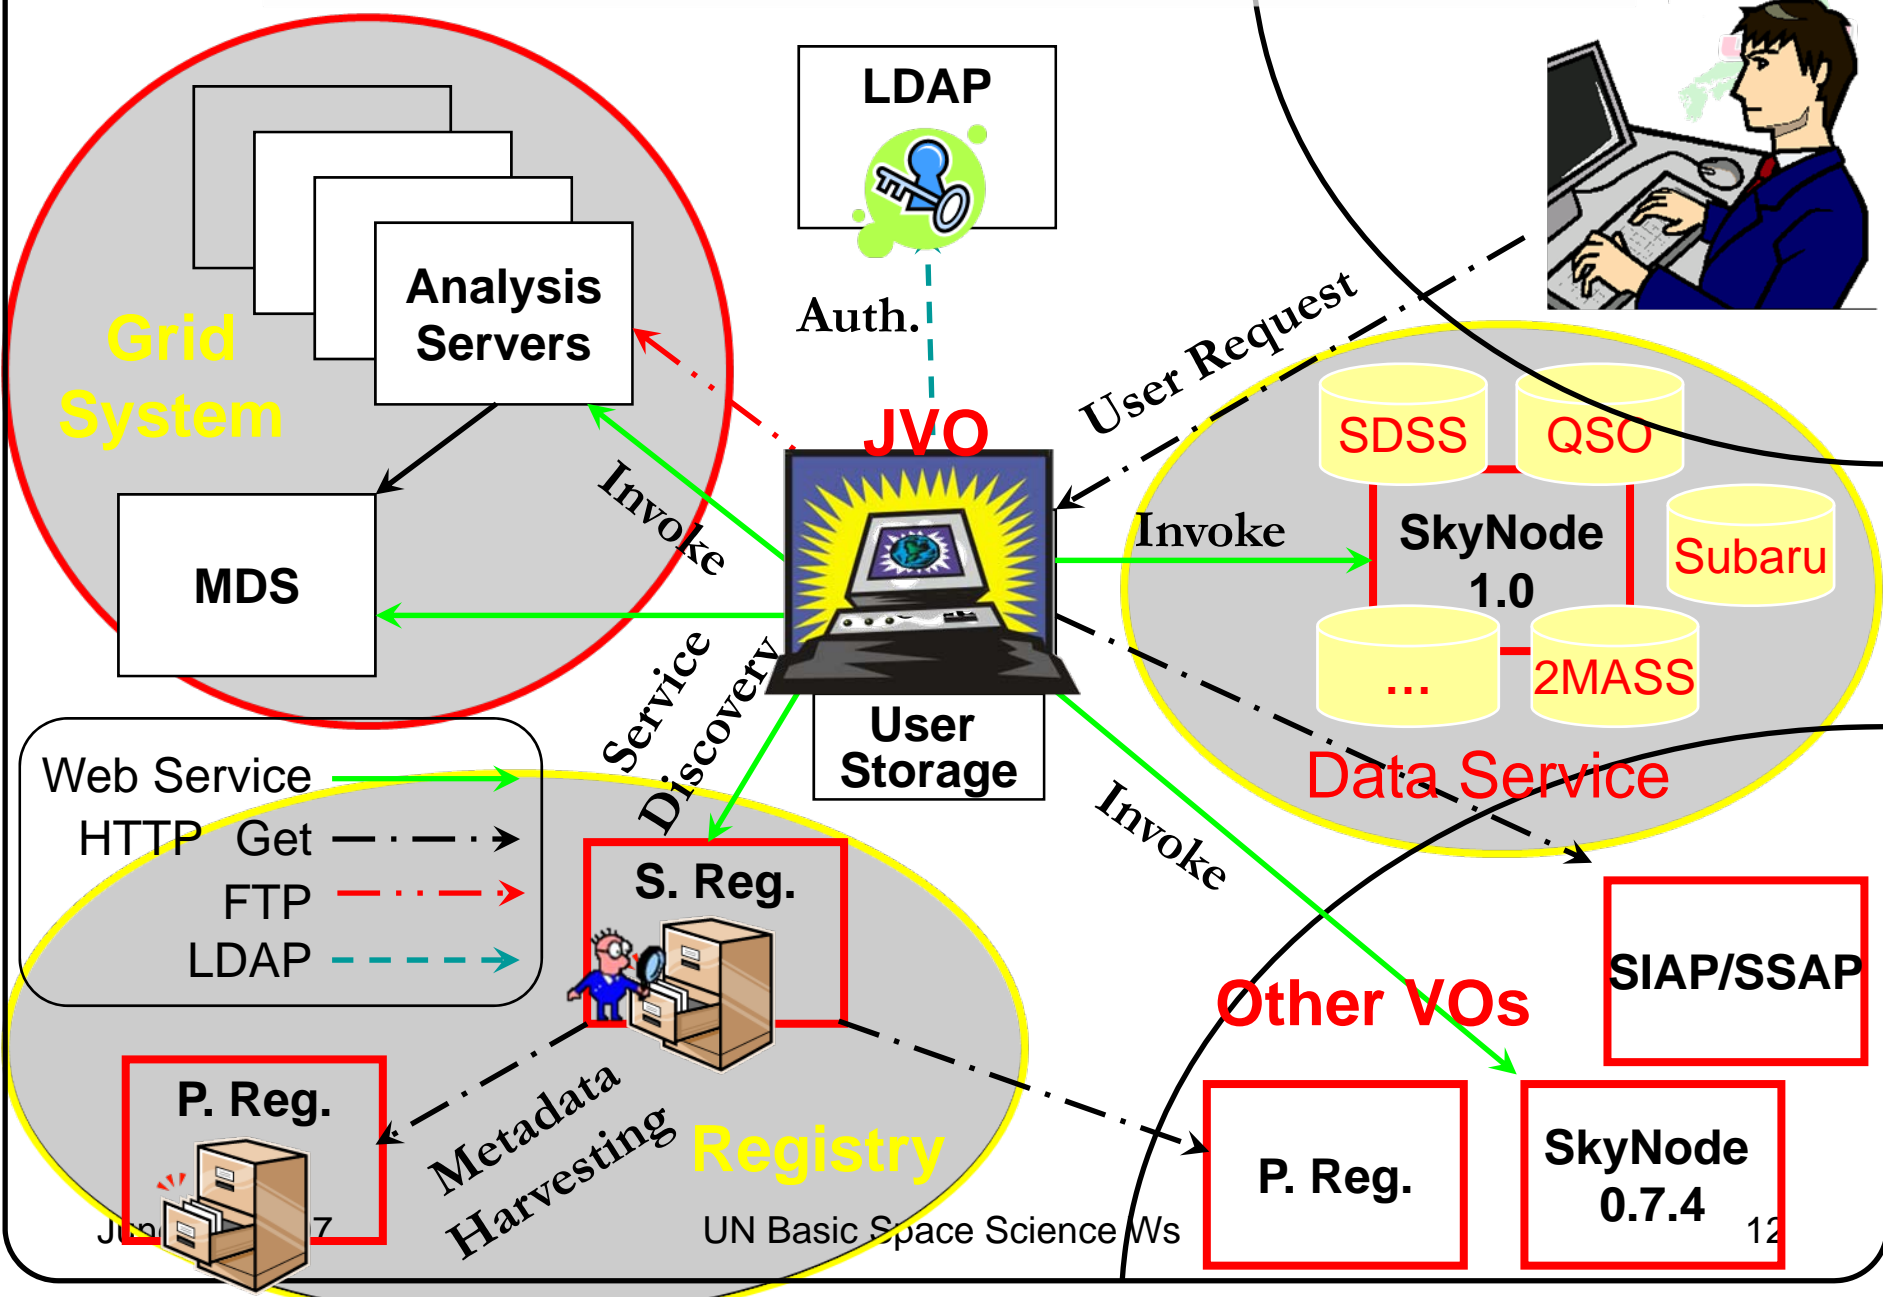 LDAP
Analysis
Servers
Grid
System
Auth.
User Request
JVO
SDSS
QSO
Invoke
Invoke
SkyNode
1.0
Subaru
MDS
...
2MASS
Service
Discovery
User
Storage
Data Service
Web Service
HTTP Get
FTP
LDAP
Invoke
S. Reg.
Other VOs
SIAP/SSAP
P. Reg.
Metadata
Harvesting
Registry
P. Reg.
SkyNode
0.7.4
UN Basic Space Science Ws
12